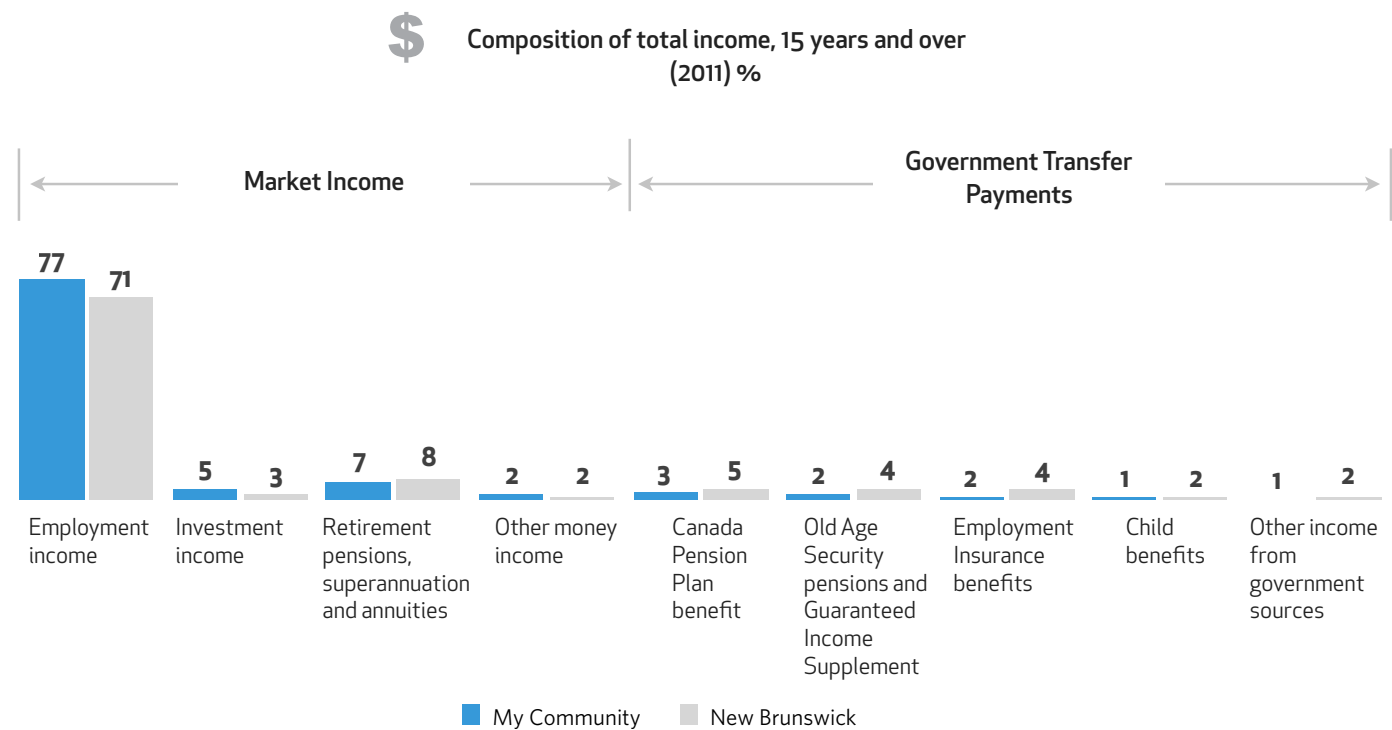 $
Composition of total income, 15 years and over
(2011) %
Market Income
Government Transfer
Payments
77
71
5
3
7
8
2
2
3
5
2
4
2
4
1
2
1
2
Employment
income
Investment
income
Retirement
pensions,
superannuation
and annuities
Other money
income
Canada
Pension
Plan
benefit
Old Age
Security
pensions and
Guaranteed
Income
Supplement
Employment
Insurance
benefits
Child
benefits
Other income
from
government
sources
My Community
New Brunswick